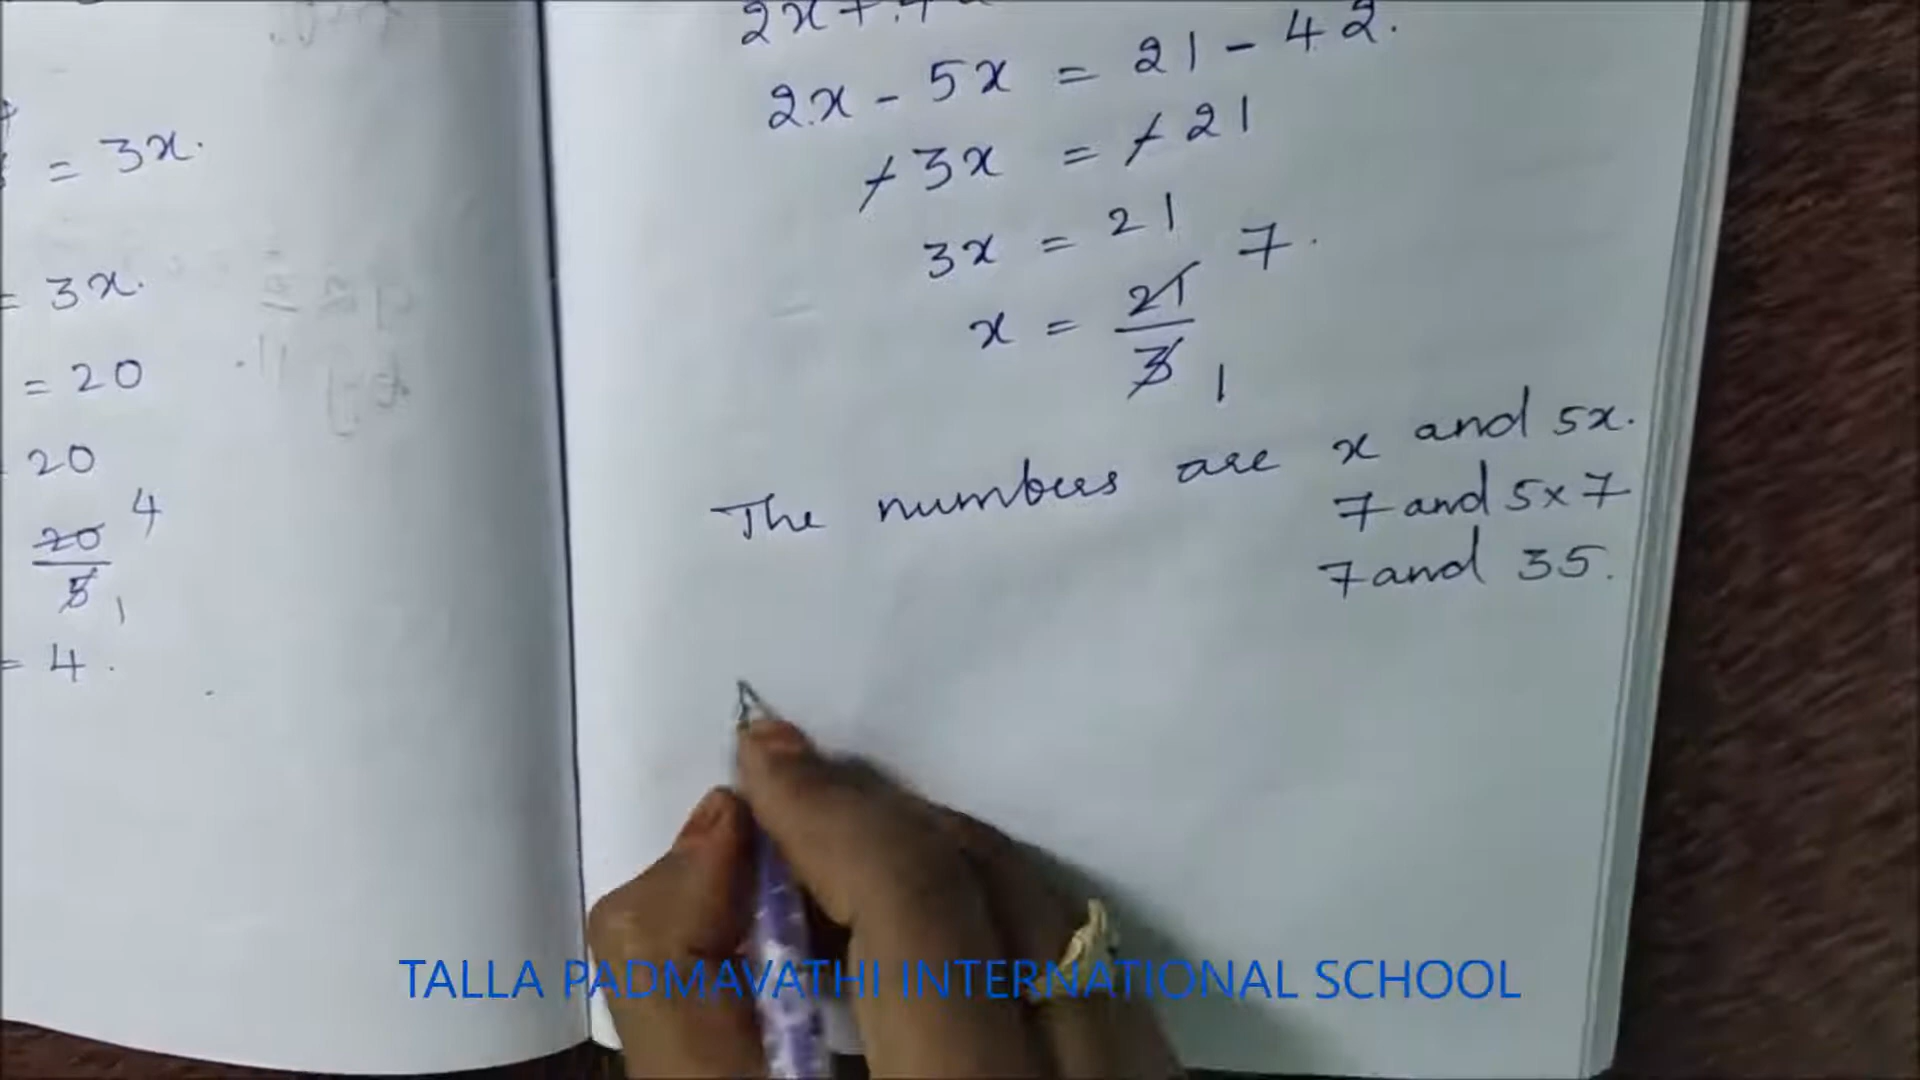 = 3x.
= 3x.
= 20
20
20/5 4 1
= 4.
2x +
2x - 5x = 21 - 42.
-3x = -21
3x = 21
x = 21/3 7. 1
The numbers are x and 5x.
7 and 5x7
7 and 35.
TALLA PADMAVATHI INTERNATIONAL SCHOOL